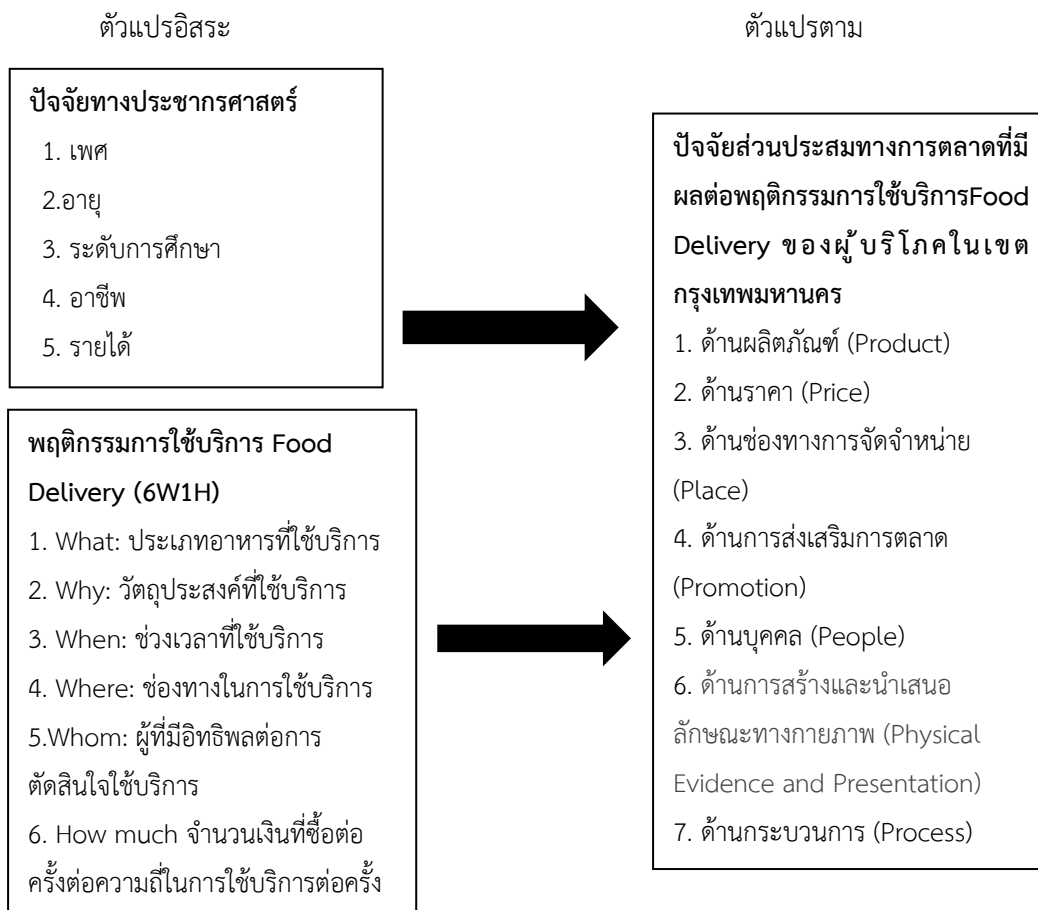 ตัวแปรอิสระ
ตัวแปรตาม
ปัจจัยทางประชากรศาสตร์
1. เพศ
2.อายุ
3. ระดับการศึกษา
4. อาชีพ
5. รายได้
พฤติกรรมการใช้บริการ Food
Delivery (6W1H)
1. What: ประเภทอาหารที่ใช้บริการ
2. Why: วัตถุประสงค์ที่ใช้บริการ
3. When: ช่วงเวลาที่ใช้บริการ
4. Where: ช่องทางในการใช้บริการ
5.Whom: ผู้ที่มีอิทธิพลต่อการ
ตัดสินใจใช้บริการ
6. How much จำนวนเงินที่ซื้อต่อ
ครั้งต่อความถี่ในการใช้บริการต่อครั้ง
ปัจจัยส่วนประสมทางการตลาดที่มี
ผลต่อพฤติกรรมการใช้บริการFood
Delivery ของผู้บริโภคในเขต
กรุงเทพมหานคร
1. ด้านผลิตภัณฑ์ (Product)
2. ด้านราคา (Price)
3. ด้านช่องทางการจัดจำหน่าย
(Place)
4. ด้านการส่งเสริมการตลาด
(Promotion)
5. ด้านบุคคล (People)
6. ด้านการสร้างและนำเสนอ
ลักษณะทางกายภาพ (Physical
Evidence and Presentation)
7. ด้านกระบวนการ (Process)